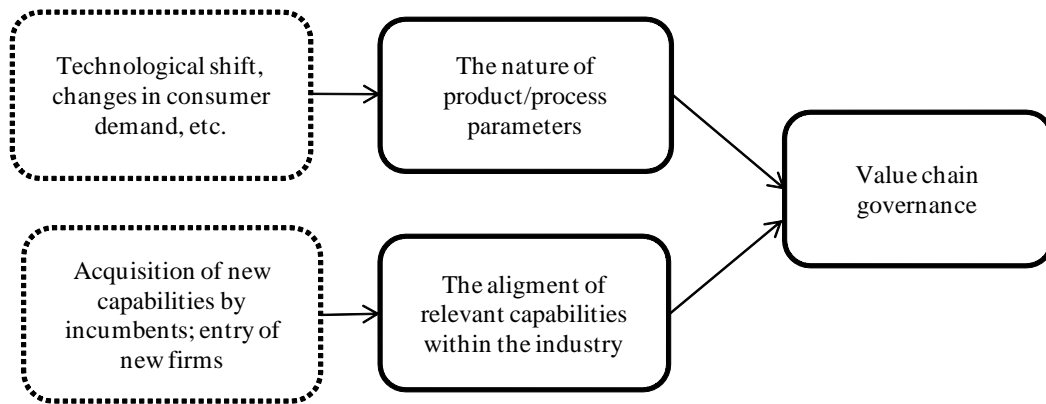 Technological shift,
changes in consumer
demand, etc.
The nature of
product/process
parameters
Value chain
governance
Acquisition of new
capabilities by
incumbents; entry of
new firms
The aligment of
relevant capabilities
within the industry